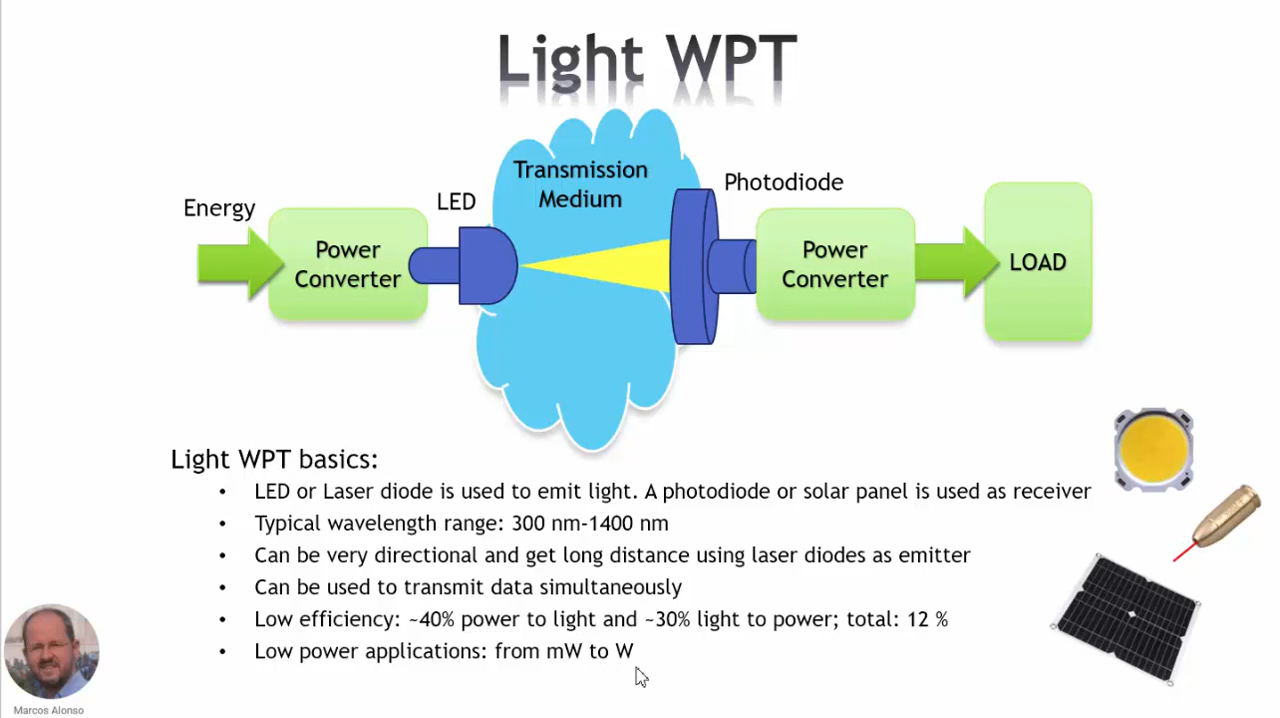 Light WPT
Transmission
Medium
Photodiode
LED
Energy
Power
Converter
Power
Converter
LOAD
Light WPT basics:
• LED or Laser diode is used to emit light. A photodiode or solar panel is used as receiver
• Typical wavelength range: 300 nm-1400 nm
• Can be very directional and get long distance using laser diodes as emitter
• Can be used to transmit data simultaneously
• Low efficiency: ~40% power to light and ~30% light to power; total: 12 %
• Low power applications: from mW to W
Marcos Alonso